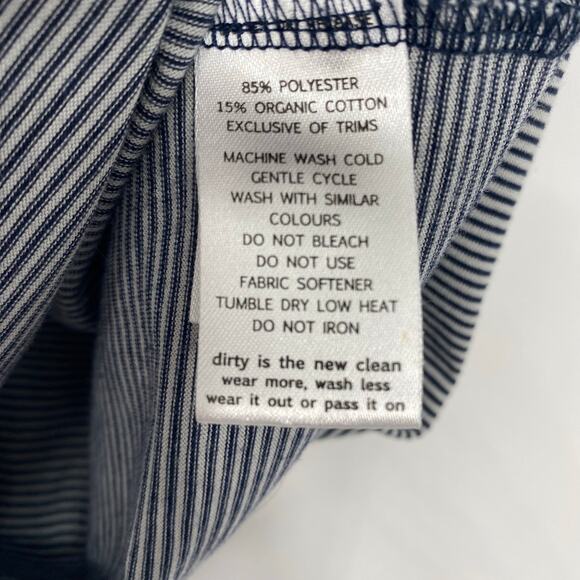 85% POLYESTER
15% ORGANIC COTTON
EXCLUSIVE OF TRIMS
MACHINE WASH COLD
GENTLE CYCLE
WASH WITH SIMILAR
COLOURS
DO NOT BLEACH
DO NOT USE
FABRIC SOFTENER
TUMBLE DRY LOW HEAT
DO NOT IRON
dirty is the new clean
wear more, wash less
wear it out or pass it on